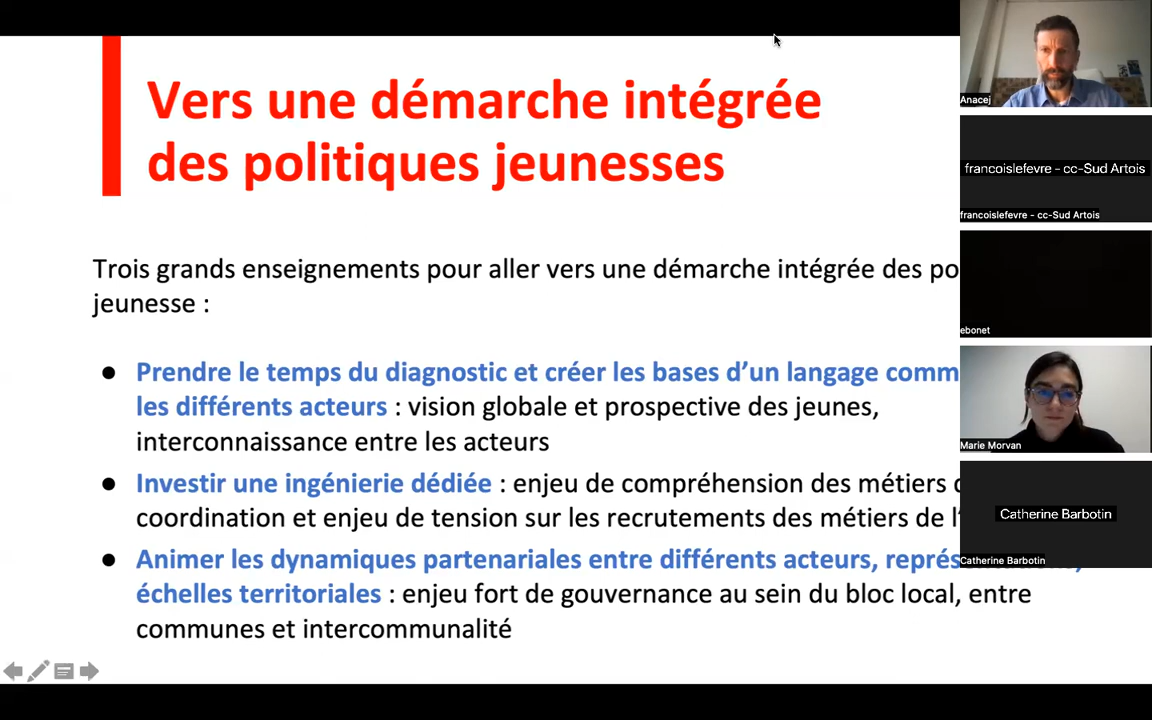 Vers une démarche intégrée
des politiques jeunesses
Trois grands enseignements pour aller vers une démarche intégrée des po
jeunesse :
● Prendre le temps du diagnostic et créer les bases d’un langage comm
les différents acteurs : vision globale et prospective des jeunes,
interconnaissance entre les acteurs
● Investir une ingénierie dédiée : enjeu de compréhension des métiers
coordination et enjeu de tension sur les recrutements des métiers de l’
● Animer les dynamiques partenariales entre différents acteurs,
échelles territoriales : enjeu fort de gouvernance au sein du bloc local, entre
communes et intercommunalité
Anacej
francoislefevre - cc-Sud Artois
francoislefevre - cc-Sud Artois
ebonet
Marie Morvan
Catherine Barbotin
Catherine Barbotin